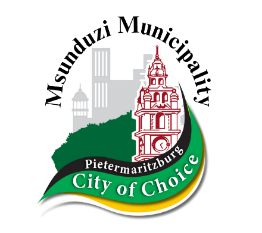 Msunduzi Municipality
Pietermaritzburg
City of Choice